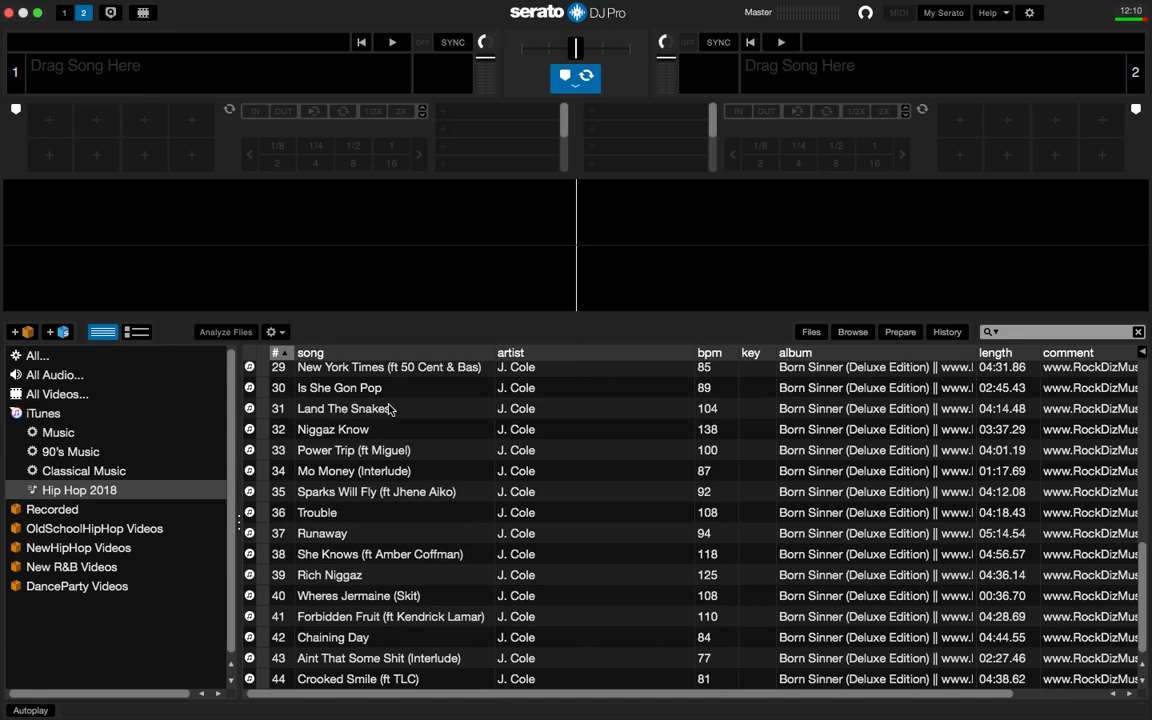 1 2 serato DJ Pro Master MIDI My Serato Help 12:10
OFF SYNC OFF SYNC
1 Drag Song Here Drag Song Here 2
IN OUT 1/2X 2X IN OUT 1/2X 2X
1/8 1/4 1/2 1 1/8 1/4 1/2 1
2 4 8 16 2 4 8 16
Analyze Files Files Browse Prepare History
# song artist bpm key album length comment
All...
All Audio...
All Videos...
iTunes
Music
90's Music
Classical Music
Hip Hop 2018
Recorded
OldSchoolHipHop Videos
NewHipHop Videos
New R&B Videos
DanceParty Videos
29 New York Times (ft 50 Cent & Bas) J. Cole 85 Born Sinner (Deluxe Edition) || www.l 04:31.86 www.RockDizMus
30 Is She Gon Pop J. Cole 89 Born Sinner (Deluxe Edition) || www.l 02:45.43 www.RockDizMus
31 Land The Snakes J. Cole 104 Born Sinner (Deluxe Edition) || www.l 04:14.48 www.RockDizMus
32 Niggaz Know J. Cole 138 Born Sinner (Deluxe Edition) || www.l 03:37.29 www.RockDizMus
33 Power Trip (ft Miguel) J. Cole 100 Born Sinner (Deluxe Edition) || www.l 04:01.19 www.RockDizMus
34 Mo Money (Interlude) J. Cole 87 Born Sinner (Deluxe Edition) || www.l 01:17.69 www.RockDizMus
35 Sparks Will Fly (ft Jhene Aiko) J. Cole 92 Born Sinner (Deluxe Edition) || www.l 04:12.08 www.RockDizMus
36 Trouble J. Cole 108 Born Sinner (Deluxe Edition) || www.l 04:18.43 www.RockDizMus
37 Runaway J. Cole 94 Born Sinner (Deluxe Edition) || www.l 05:14.54 www.RockDizMus
38 She Knows (ft Amber Coffman) J. Cole 118 Born Sinner (Deluxe Edition) || www.l 04:56.57 www.RockDizMus
39 Rich Niggaz J. Cole 125 Born Sinner (Deluxe Edition) || www.l 04:36.14 www.RockDizMus
40 Wheres Jermaine (Skit) J. Cole 108 Born Sinner (Deluxe Edition) || www.l 00:36.70 www.RockDizMus
41 Forbidden Fruit (ft Kendrick Lamar) J. Cole 110 Born Sinner (Deluxe Edition) || www.l 04:28.69 www.RockDizMus
42 Chaining Day J. Cole 84 Born Sinner (Deluxe Edition) || www.l 04:44.55 www.RockDizMus
43 Aint That Some Shit (Interlude) J. Cole 77 Born Sinner (Deluxe Edition) || www.l 02:27.46 www.RockDizMus
44 Crooked Smile (ft TLC) J. Cole 81 Born Sinner (Deluxe Edition) || www.l 04:38.62 www.RockDizMus
Autoplay